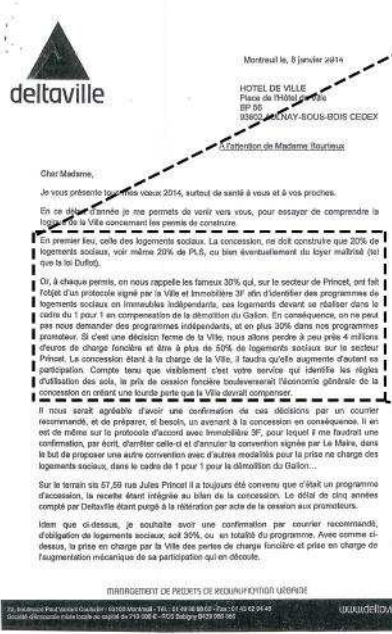 deltaville
Montreuil le, 8 janvier 2014
HOTEL DE VILLE
Place de l'Hôtel de Ville
BP 56
93602 AULNAY-SOUS-BOIS CEDEX
A l'attention de Madame Bourieux
Cher Madame,
Je vous présente tous mes vœux 2014, surtout de santé à vous et à vos proches.
En ce début d'année je me permets de venir vers vous, pour essayer de comprendre la
logique de la Ville concernant les permis de construire.
En premier lieu, celle des logements sociaux. La concession, ne doit construire que 20% de
logements sociaux, voir même 20% de PLS, ou bien éventuellement du loyer maîtrisé (tel
que la loi Duflot).
Or, à chaque permis, on nous rappelle les fameux 30% qui, sur le secteur de Princet, ont fait
l'objet d'un protocole signé par la Ville et Immobilière 3F afin d'identifier des programmes de
logements sociaux en immeubles indépendants, ces logements devant se réaliser dans le
cadre du 1 pour 1 en compensation de la démolition du Galion. En conséquence, on ne peut
pas nous demander des programmes indépendants, et en plus 30% dans nos programmes
promoteur. Si c'est une décision ferme de la Ville, nous allons perdre à peu près 4 millions
d'euros de charge foncière et être à plus de 50% de logements sociaux sur le secteur
Princet. La concession étant à la charge de la Ville, il faudra qu'elle augmente d'autant sa
participation. Compte tenu que visiblement c'est votre service qui identifie les règles
d'utilisation des sols, le prix de cession foncière bouleverserait l'économie générale de la
concession en créant une lourde perte que la Ville devrait compenser.
Il nous serait agréable d'avoir une confirmation de ces décisions par un courrier
recommandé, et de préparer, si besoin, un avenant à la concession en conséquence. Il en
est de même sur le protocole d'accord avec Immobilière 3F, pour lequel il me faudrait une
confirmation, par écrit, d'arrêter celle-ci et d'annuler la convention signée par Le Maire, dans
le but de proposer une autre convention avec d'autres modalités pour la prise ne charge des
logements sociaux, dans le cadre de 1 pour 1 pour la démolition du Galion…
Sur le terrain sis 57,59 rue Jules Princet il a toujours été convenu que c'était un programme
d'accession, la recette étant intégrée au bilan de la concession. Le délai de cinq années
compté par Deltaville étant purgé à la réitération par acte de la cession aux promoteurs.
Idem que ci-dessus, je souhaite avoir une confirmation par courrier recommandé,
d'obligation de logements sociaux, soit 30%, ou en totalité du programme. Avec comme ci-
dessus, la prise en charge par la Ville des pertes de charge foncière et prise en charge de
l'augmentation mécanique de sa participation qui en découle.
MANAGEMENT DE PROJETS DE REQUALIFICATION URBAINE